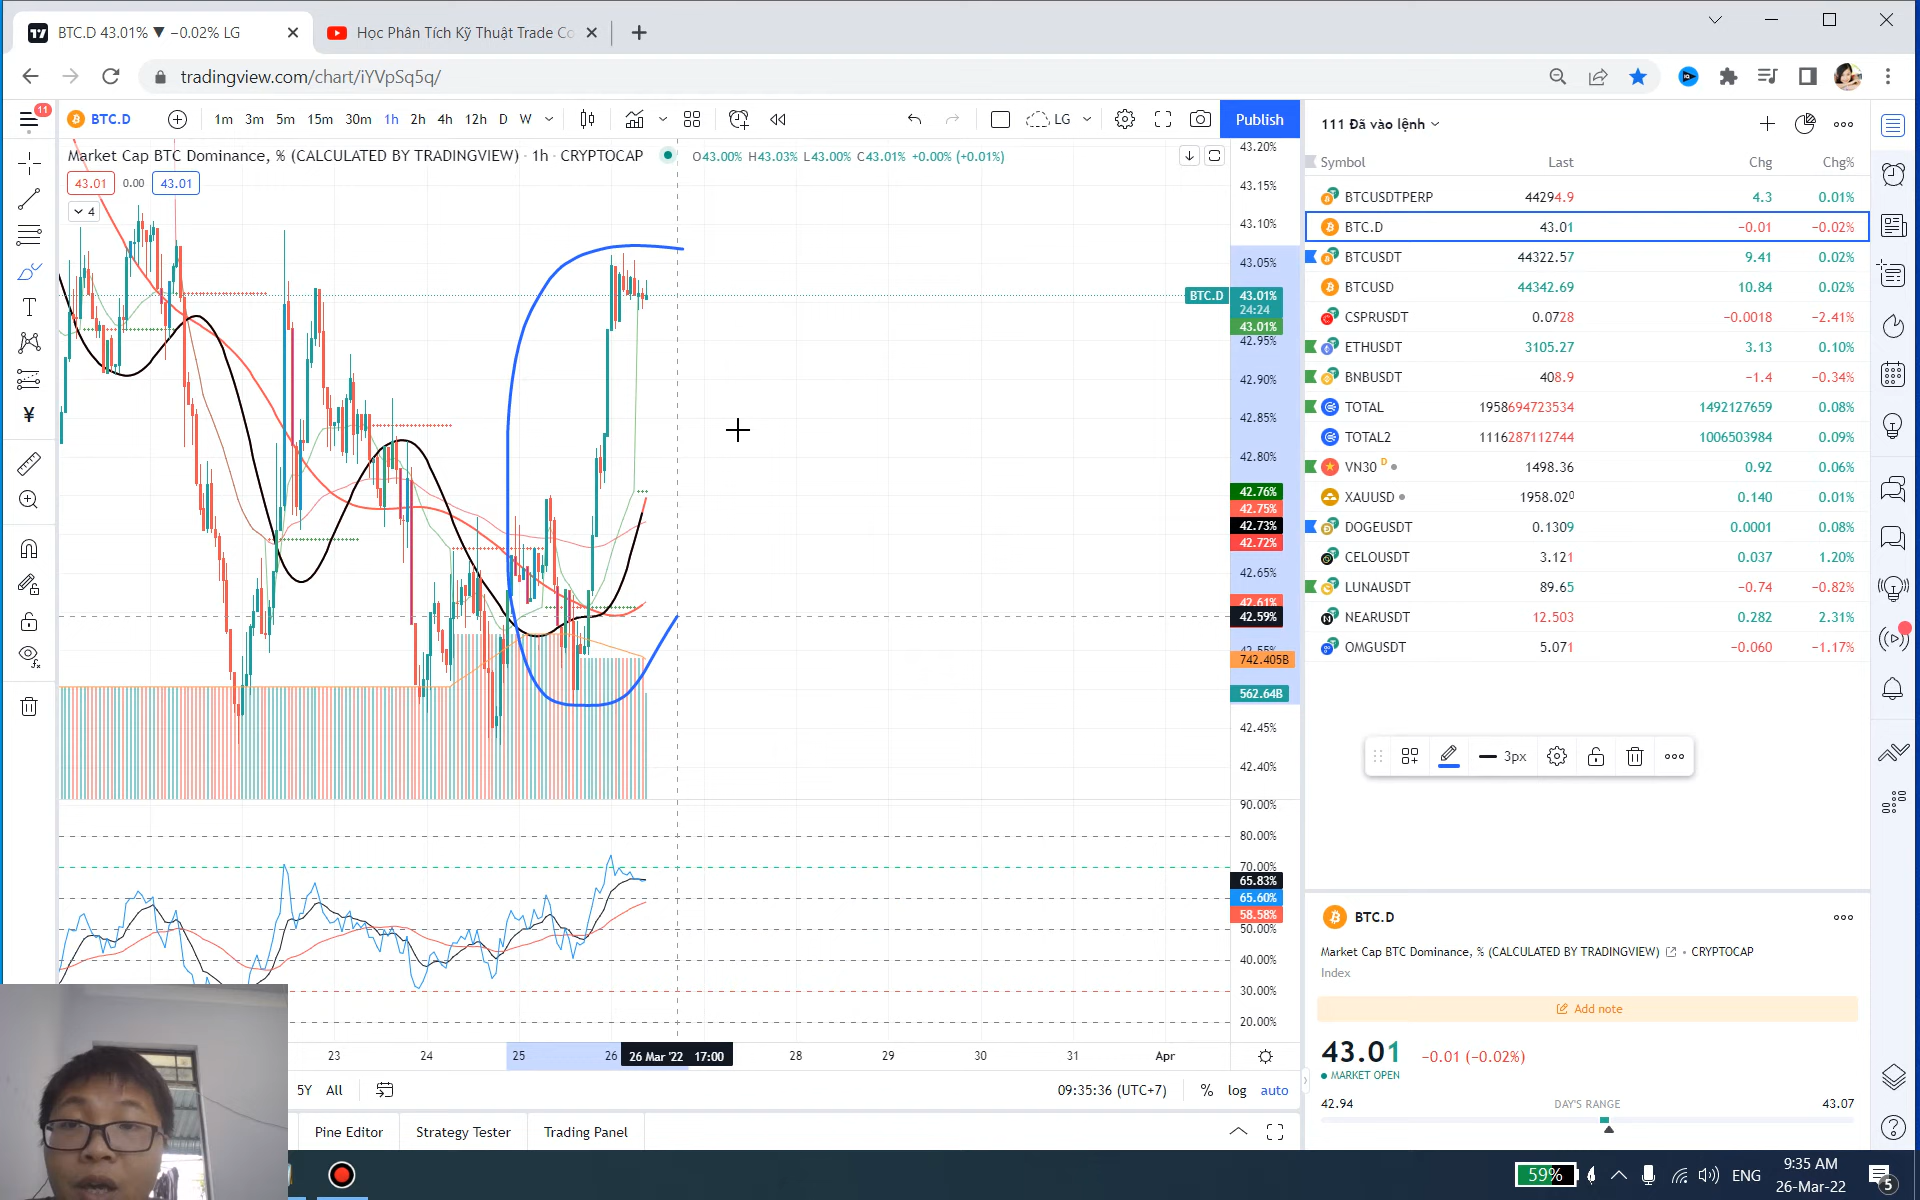 BTC.D 43.01% ▼ −0.02% LG
Học Phân Tích Kỹ Thuật Trade Co
tradingview.com/chart/iYVpSq5q/
11
BTC.D
1m 3m 5m 15m 30m 1h 2h 4h 12h D W
LG
Publish
Market Cap BTC Dominance, % (CALCULATED BY TRADINGVIEW) · 1h · CRYPTOCAP
O43.00% H43.03% L43.00% C43.01% +0.00% (+0.01%)
43.01 0.00 43.01
4
43.20%
43.15%
43.10%
43.05%
BTC.D 43.01%
24:24
43.01%
42.95%
42.90%
42.85%
42.80%
42.76%
42.75%
42.73%
42.72%
42.65%
42.61%
42.59%
42.55%
742.405B
562.64B
42.45%
42.40%
90.00%
80.00%
70.00%
65.83%
65.60%
58.58%
50.00%
40.00%
30.00%
20.00%
23 24 25 26 26 Mar '22 17:00 28 29 30 31 Apr
5Y All
09:35:36 (UTC+7) % log auto
Pine Editor Strategy Tester Trading Panel
111 Đã vào lệnh
Symbol Last Chg Chg%
BTCUSDTPERP 44294.9 4.3 0.01%
BTC.D 43.01 −0.01 −0.02%
BTCUSDT 44322.57 9.41 0.02%
BTCUSD 44342.69 10.84 0.02%
CSPRUSDT 0.0728 −0.0018 −2.41%
ETHUSDT 3105.27 3.13 0.10%
BNBUSDT 408.9 −1.4 −0.34%
TOTAL 1958694723534 1492127659 0.08%
TOTAL2 1116287112744 1006503984 0.09%
VN30 D 1498.36 0.92 0.06%
XAUUSD 1958.020 0.140 0.01%
DOGEUSDT 0.1309 0.0001 0.08%
CELOUSDT 3.121 0.037 1.20%
LUNAUSDT 89.65 −0.74 −0.82%
NEARUSDT 12.503 0.282 2.31%
OMGUSDT 5.071 −0.060 −1.17%
3px
BTC.D
Market Cap BTC Dominance, % (CALCULATED BY TRADINGVIEW) • CRYPTOCAP
Index
Add note
43.01 −0.01 (−0.02%)
MARKET OPEN
42.94 DAY'S RANGE 43.07
59% ENG
9:35 AM
26-Mar-22
5